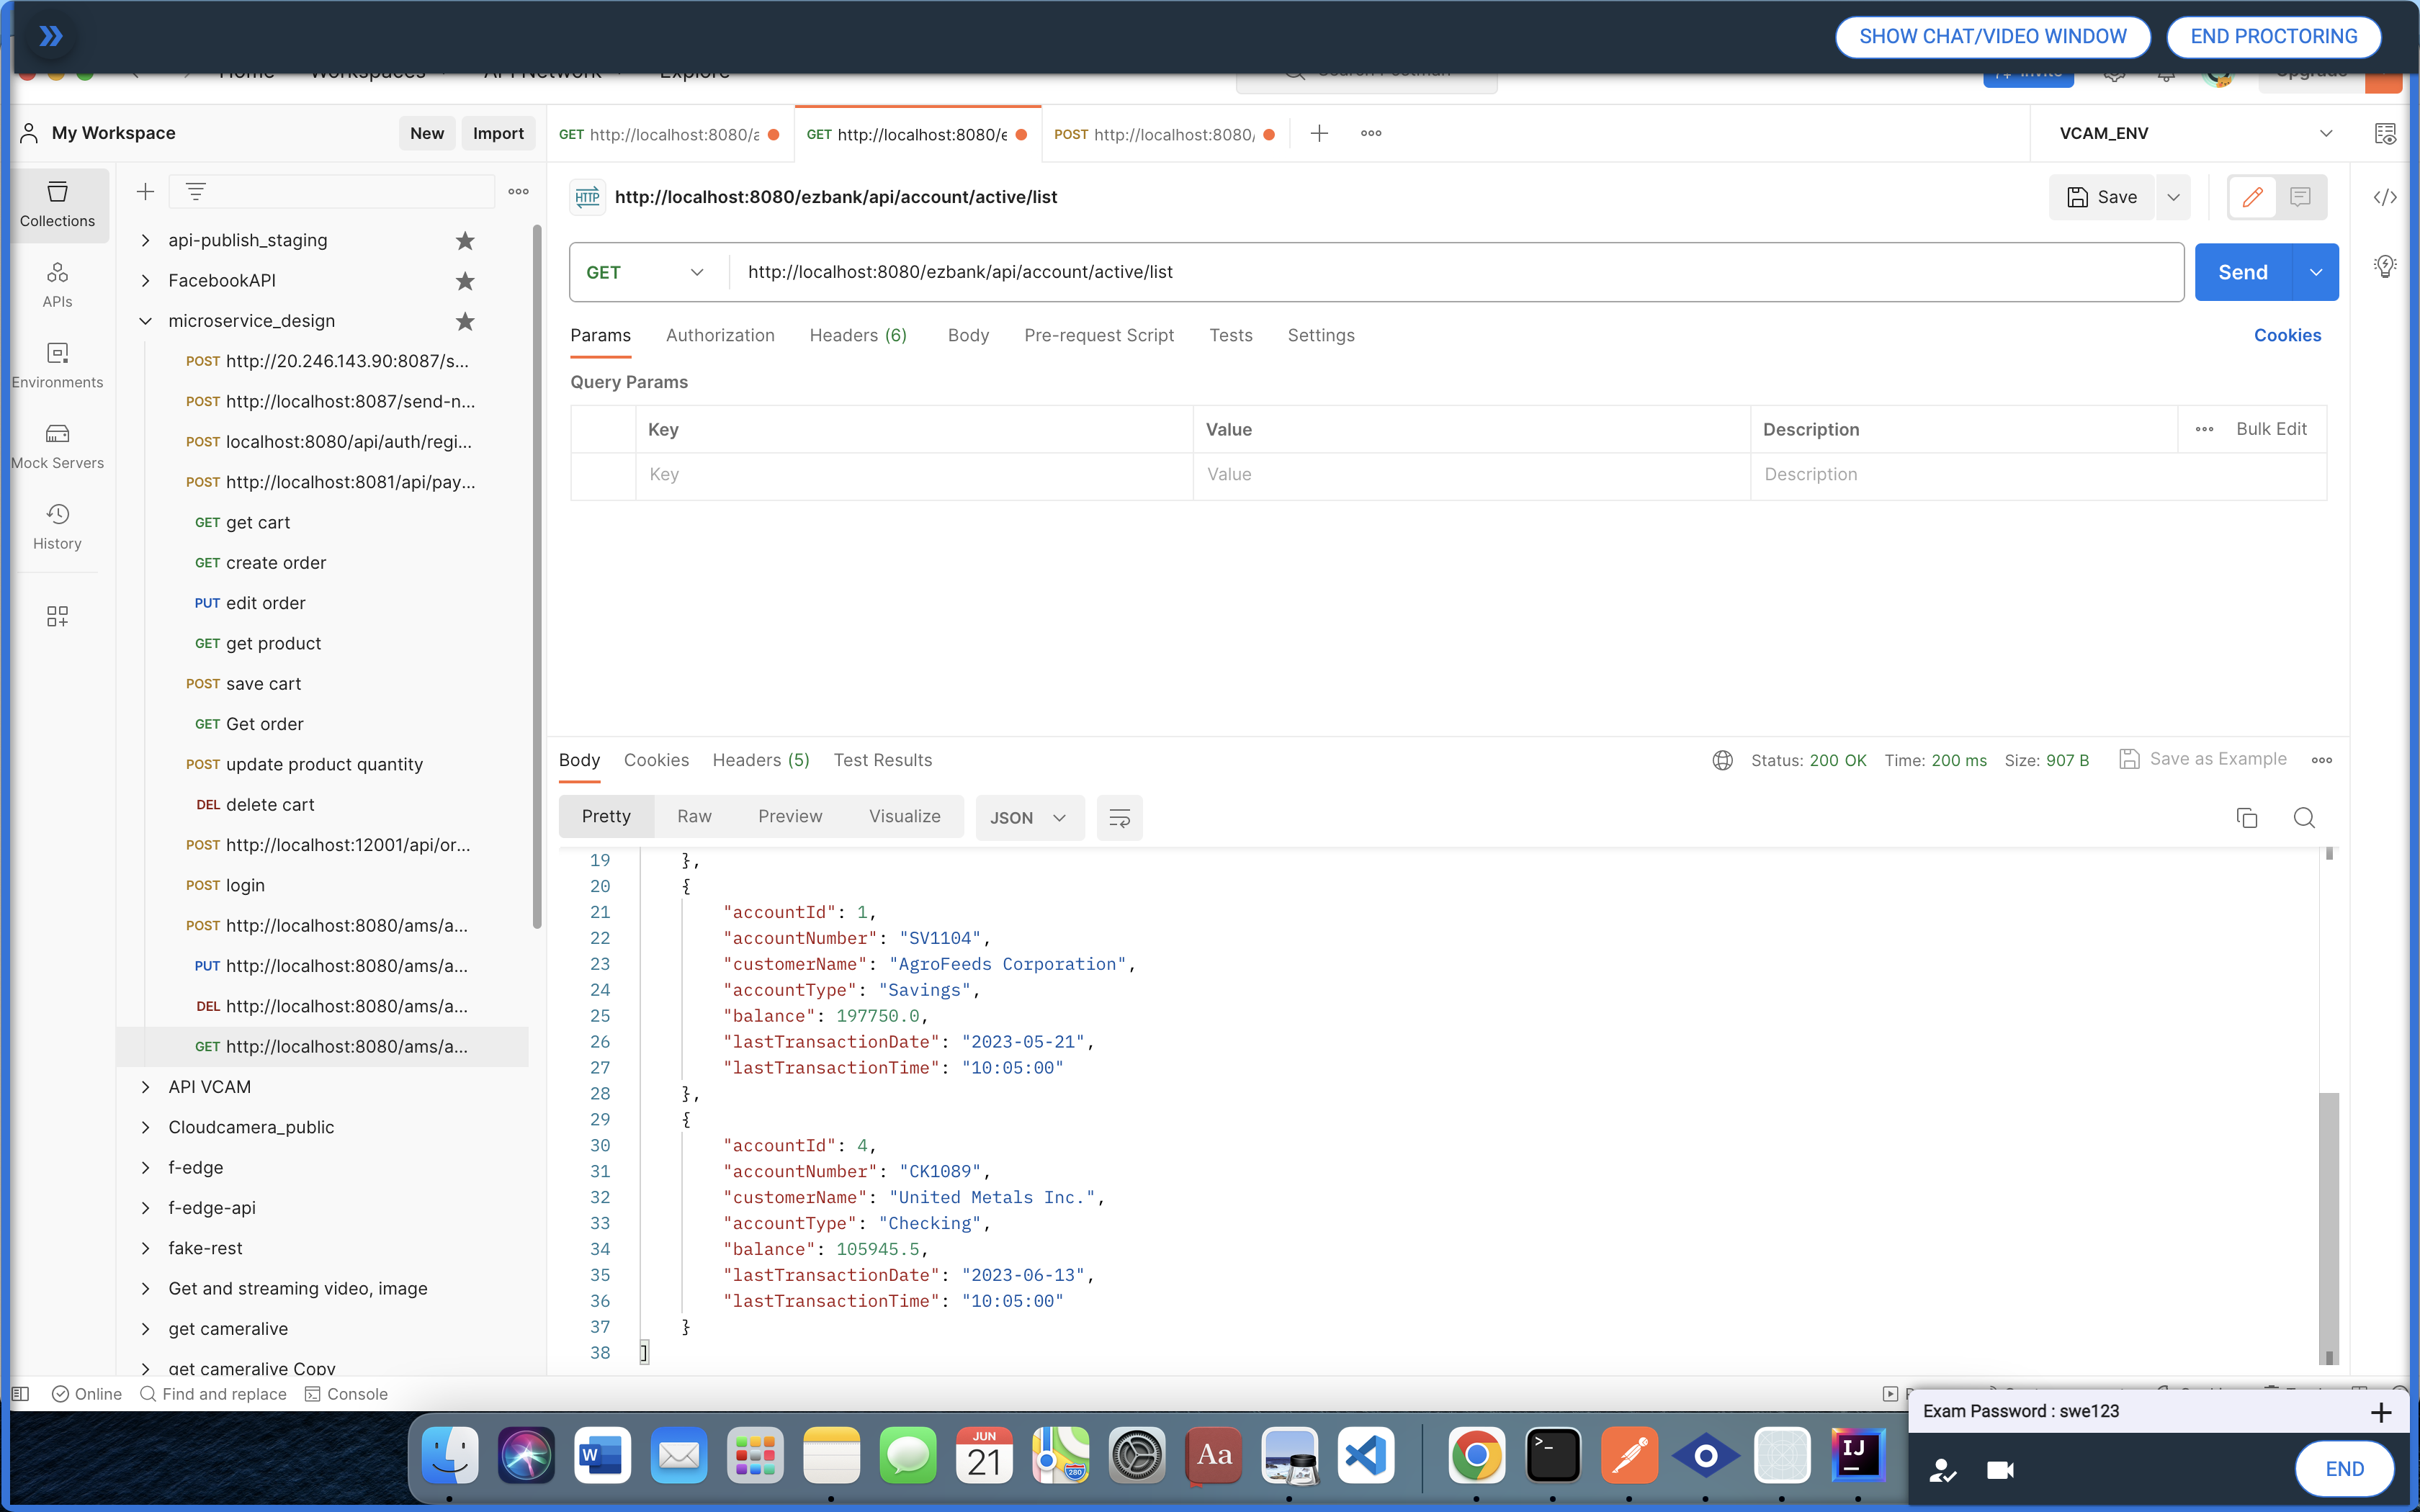 SHOW CHAT/VIDEO WINDOW
END PROCTORING
Home Workspaces API Network Explore
Search Postman
Invite
Upgrade
My Workspace
New
Import
GET http://localhost:8080/a
GET http://localhost:8080/e
POST http://localhost:8080/
VCAM_ENV
Collections
APIs
Environments
Mock Servers
History
api-publish_staging
FacebookAPI
microservice_design
POST http://20.246.143.90:8087/s...
POST http://localhost:8087/send-n...
POST localhost:8080/api/auth/regi...
POST http://localhost:8081/api/pay...
GET get cart
GET create order
PUT edit order
GET get product
POST save cart
GET Get order
POST update product quantity
DEL delete cart
POST http://localhost:12001/api/or...
POST login
POST http://localhost:8080/ams/a...
PUT http://localhost:8080/ams/a...
DEL http://localhost:8080/ams/a...
GET http://localhost:8080/ams/a...
API VCAM
Cloudcamera_public
f-edge
f-edge-api
fake-rest
Get and streaming video, image
get cameralive
get cameralive Copy
HTTP http://localhost:8080/ezbank/api/account/active/list
Save
GET http://localhost:8080/ezbank/api/account/active/list
Send
Params Authorization Headers (6) Body Pre-request Script Tests Settings
Cookies
Query Params
Key Value Description Bulk Edit
Key Value Description
Body Cookies Headers (5) Test Results
Status: 200 OK Time: 200 ms Size: 907 B Save as Example
Pretty Raw Preview Visualize JSON
19 },
20 {
21 "accountId": 1,
22 "accountNumber": "SV1104",
23 "customerName": "AgroFeeds Corporation",
24 "accountType": "Savings",
25 "balance": 197750.0,
26 "lastTransactionDate": "2023-05-21",
27 "lastTransactionTime": "10:05:00"
28 },
29 {
30 "accountId": 4,
31 "accountNumber": "CK1089",
32 "customerName": "United Metals Inc.",
33 "accountType": "Checking",
34 "balance": 105945.5,
35 "lastTransactionDate": "2023-06-13",
36 "lastTransactionTime": "10:05:00"
37 }
38 ]
Online Find and replace Console
Exam Password : swe123
END
W
JUN
21
280
Aa
IJ